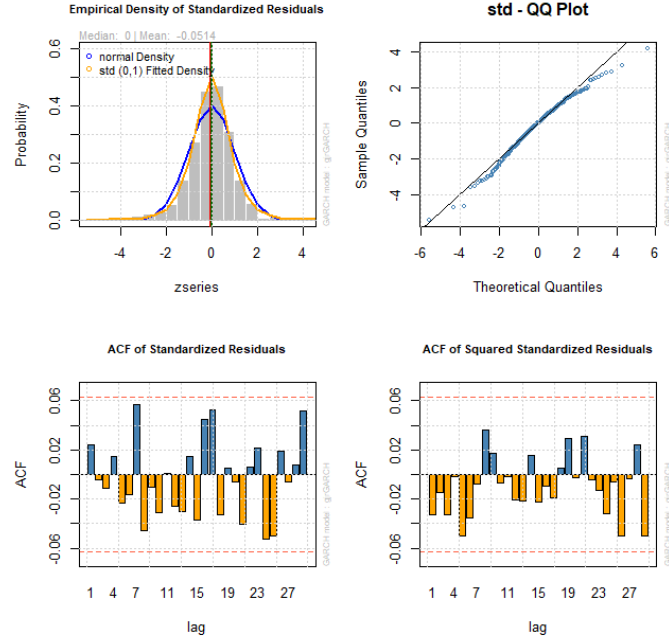 Empirical Density of Standardized Residuals
Median: 0 | Mean: -0.0514
normal Density
std (0,1) Fitted Density
Probability
0.0 0.2 0.4 0.6
-4 -2 0 2 4
zseries
GARCH model : gjrGARCH
std - QQ Plot
Sample Quantiles
-4 -2 0 2 4
-6 -4 -2 0 2 4 6
Theoretical Quantiles
GARCH model : gjrGARCH
ACF of Standardized Residuals
ACF
-0.06 -0.02 0.02 0.06
1 4 7 11 15 19 23 27
lag
GARCH model : gjrGARCH
ACF of Squared Standardized Residuals
ACF
-0.06 -0.02 0.02 0.06
1 4 7 11 15 19 23 27
lag
GARCH model : gjrGARCH